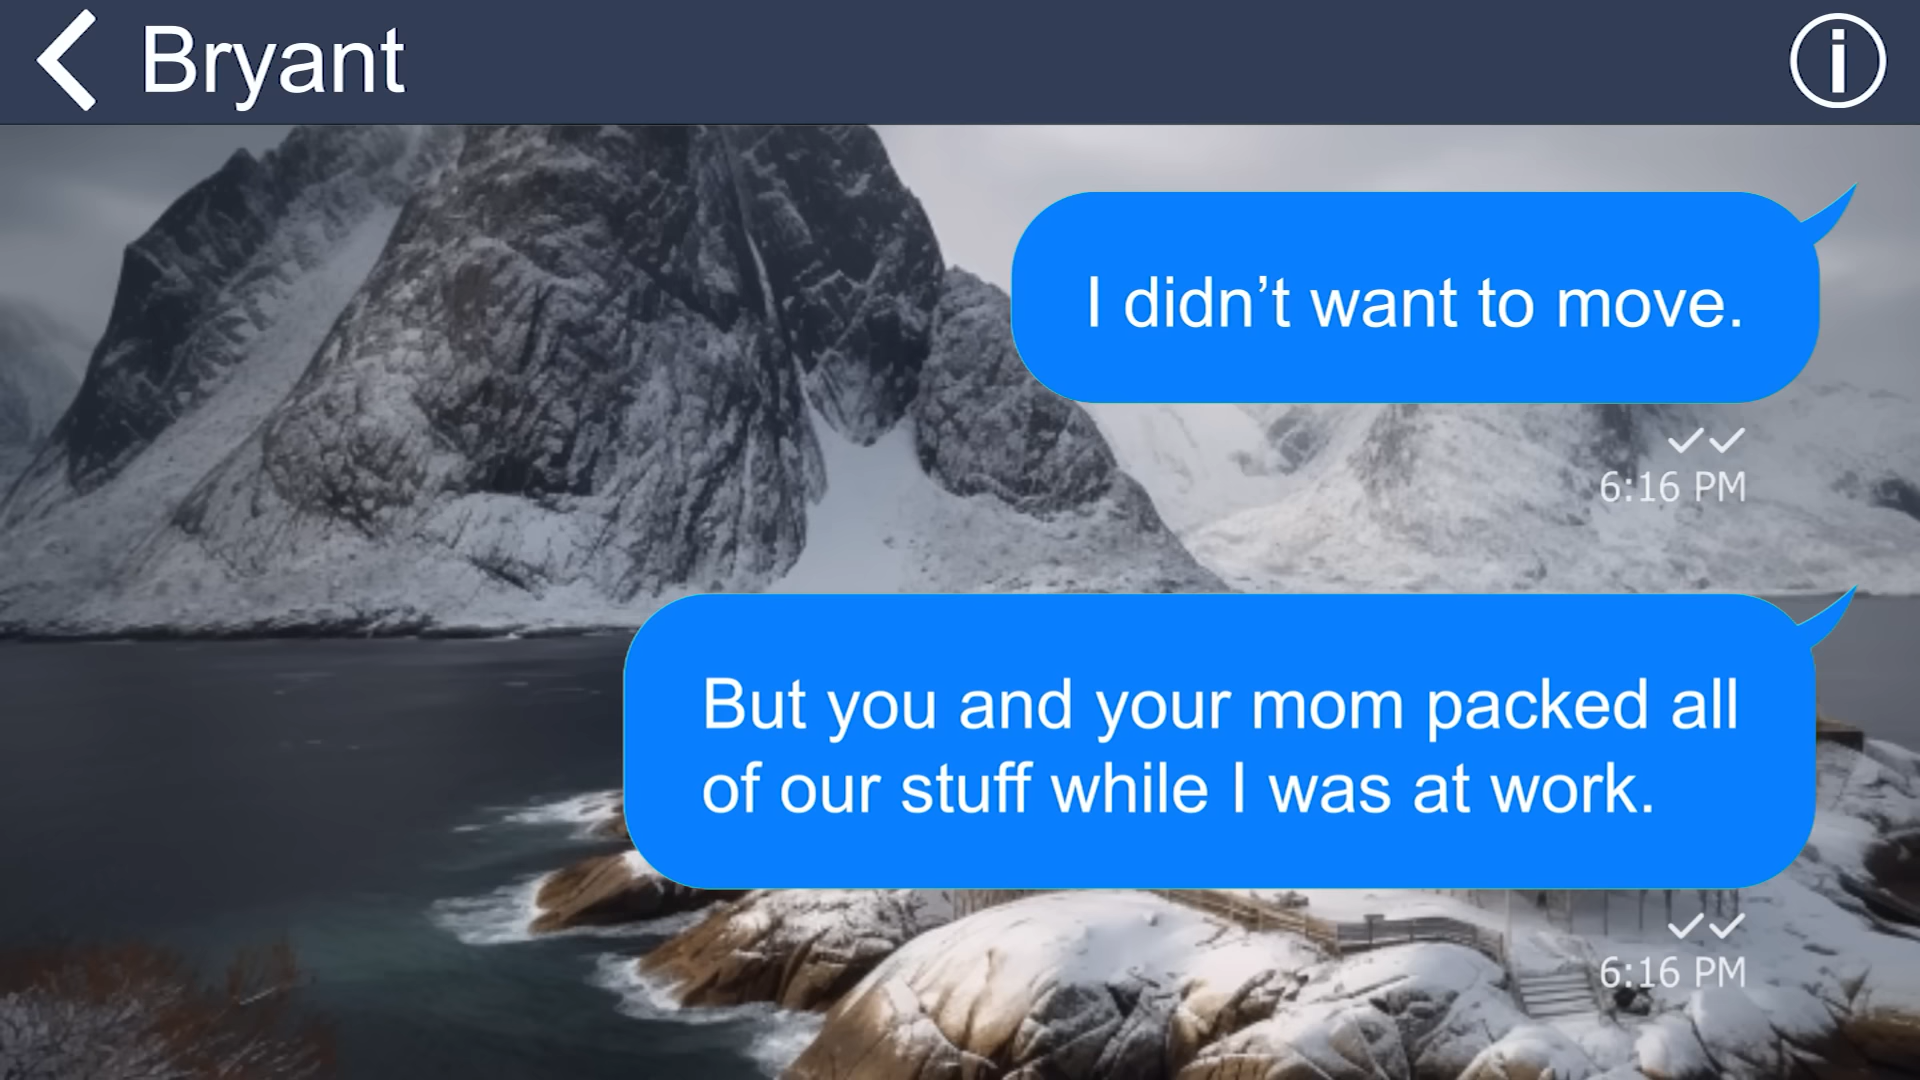 Bryant
I didn’t want to move.
6:16 PM
But you and your mom packed all
of our stuff while I was at work.
6:16 PM